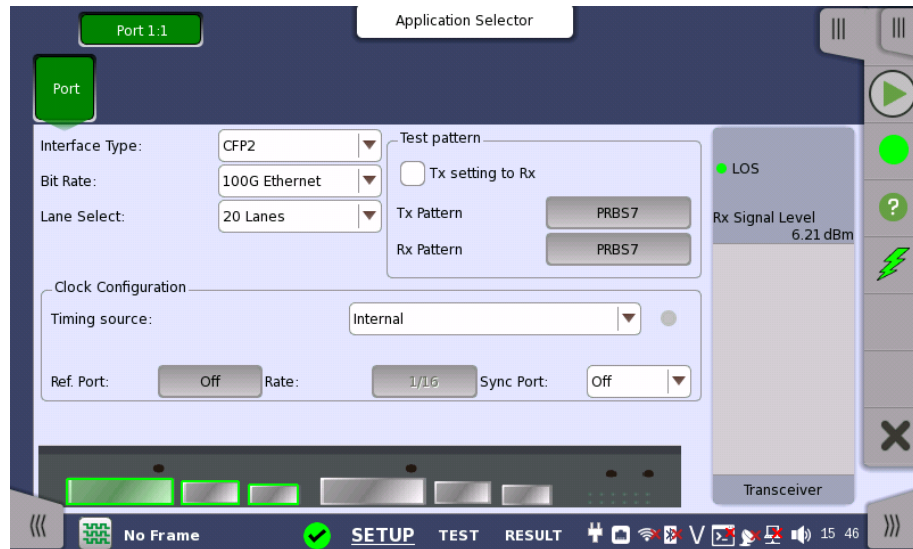 Port 1:1
Application Selector
Port
Interface Type:
CFP2
Bit Rate:
100G Ethernet
Lane Select:
20 Lanes
Test pattern
Tx setting to Rx
Tx Pattern
PRBS7
Rx Pattern
PRBS7
LOS
Rx Signal Level
6.21 dBm
Clock Configuration
Timing source:
Internal
Ref. Port:
Off
Rate:
1/16
Sync Port:
Off
Transceiver
No Frame
SETUP
TEST
RESULT
V
15 46